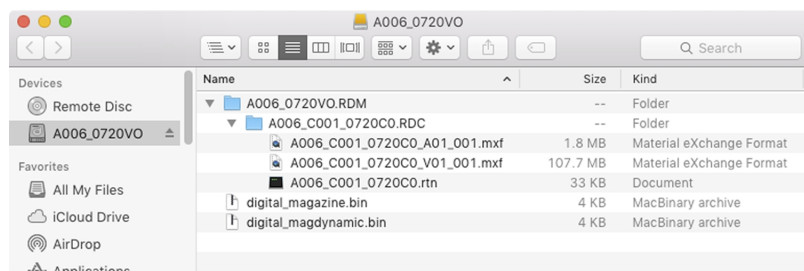 A006_0720VO
Search
Devices
Remote Disc
A006_0720VO
Favorites
All My Files
iCloud Drive
AirDrop
Applications
Name Size Kind
A006_0720VO.RDM -- Folder
A006_C001_0720C0.RDC -- Folder
A006_C001_0720C0_A01_001.mxf 1.8 MB Material eXchange Format
A006_C001_0720C0_V01_001.mxf 107.7 MB Material eXchange Format
A006_C001_0720C0.rtn 33 KB Document
digital_magazine.bin 4 KB MacBinary archive
digital_magdynamic.bin 4 KB MacBinary archive